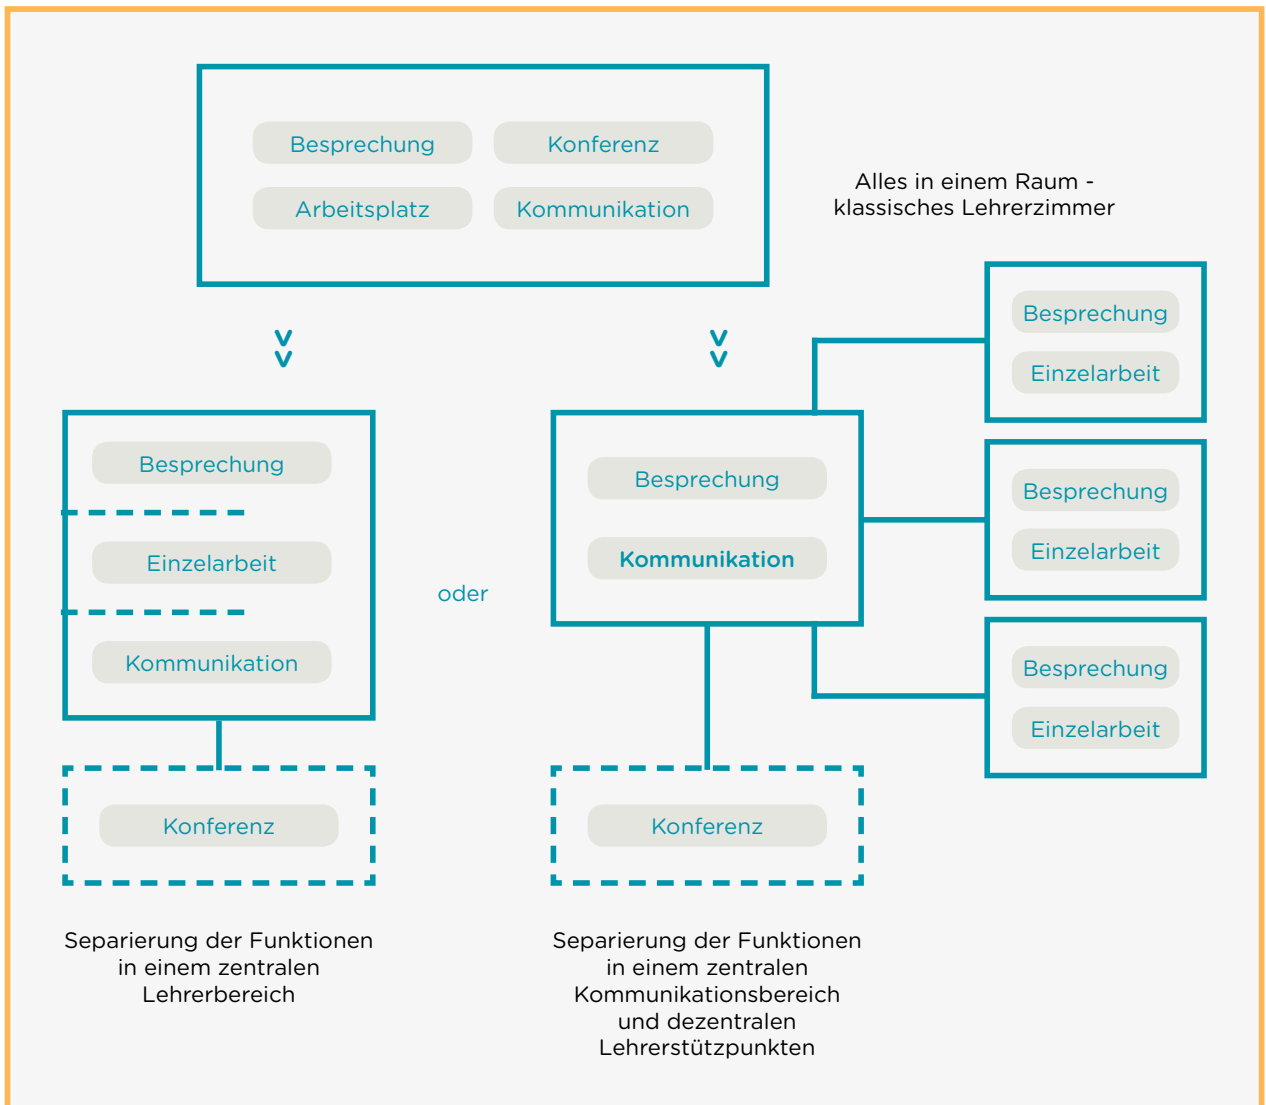 Besprechung
Konferenz
Arbeitsplatz
Kommunikation
Alles in einem Raum -
klassisches Lehrerzimmer
Besprechung
Einzelarbeit
Kommunikation
Konferenz
Separierung der Funktionen
in einem zentralen
Lehrerbereich
oder
Besprechung
Kommunikation
Konferenz
Separierung der Funktionen
in einem zentralen
Kommunikationsbereich
und dezentralen
Lehrerstützpunkten
Besprechung
Einzelarbeit
Besprechung
Einzelarbeit
Besprechung
Einzelarbeit